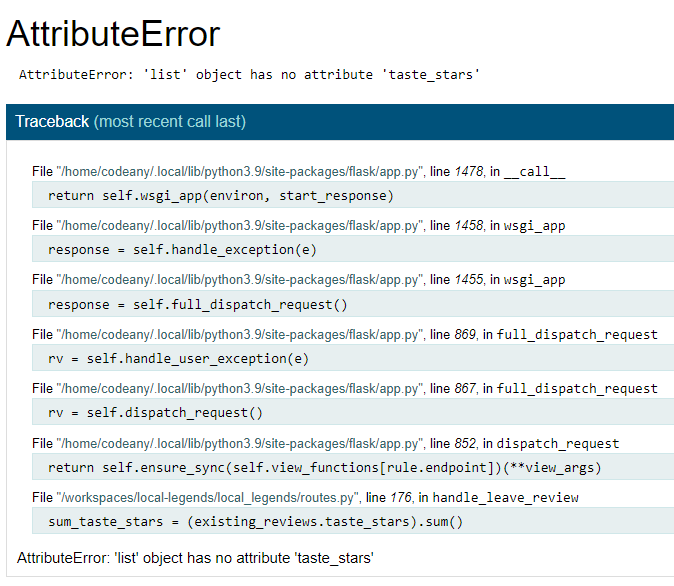 AttributeError
AttributeError: 'list' object has no attribute 'taste_stars'
Traceback (most recent call last)
File "/home/codeany/.local/lib/python3.9/site-packages/flask/app.py", line 1478, in __call__
return self.wsgi_app(environ, start_response)
File "/home/codeany/.local/lib/python3.9/site-packages/flask/app.py", line 1458, in wsgi_app
response = self.handle_exception(e)
File "/home/codeany/.local/lib/python3.9/site-packages/flask/app.py", line 1455, in wsgi_app
response = self.full_dispatch_request()
File "/home/codeany/.local/lib/python3.9/site-packages/flask/app.py", line 869, in full_dispatch_request
rv = self.handle_user_exception(e)
File "/home/codeany/.local/lib/python3.9/site-packages/flask/app.py", line 867, in full_dispatch_request
rv = self.dispatch_request()
File "/home/codeany/.local/lib/python3.9/site-packages/flask/app.py", line 852, in dispatch_request
return self.ensure_sync(self.view_functions[rule.endpoint])(**view_args)
File "/workspaces/local-legends/local_legends/routes.py", line 176, in handle_leave_review
sum_taste_stars = (existing_reviews.taste_stars).sum()
AttributeError: 'list' object has no attribute 'taste_stars'